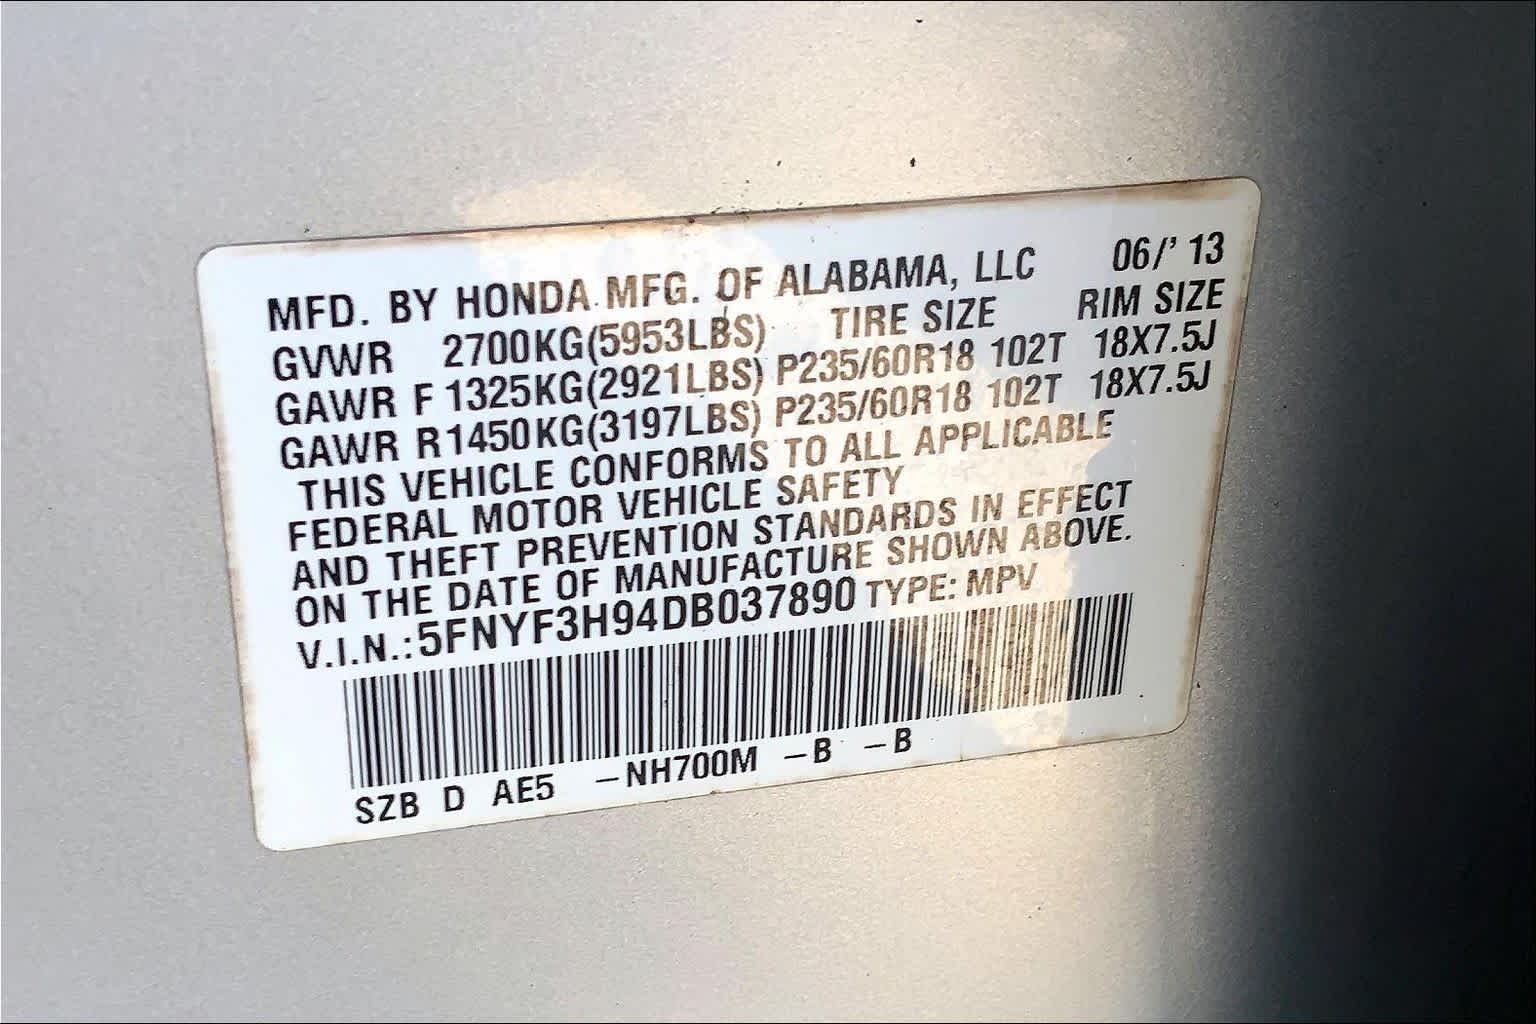 MFD. BY HONDA MFG. OF ALABAMA, LLC 06/' 13
GVWR 2700KG(5953LBS) TIRE SIZE RIM SIZE
GAWR F 1325KG(2921LBS) P235/60R18 102T 18X7.5J
GAWR R 1450KG(3197LBS) P235/60R18 102T 18X7.5J
THIS VEHICLE CONFORMS TO ALL APPLICABLE
FEDERAL MOTOR VEHICLE SAFETY
AND THEFT PREVENTION STANDARDS IN EFFECT
ON THE DATE OF MANUFACTURE SHOWN ABOVE.
V.I.N.:5FNYF3H94DB037890 TYPE: MPV
SZB D AE5 -NH700M -B -B